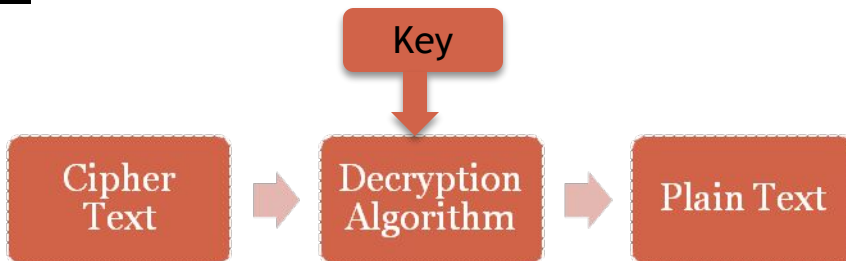 Key
Cipher
Text
Decryption
Algorithm
Plain Text